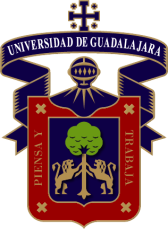 UNIVERSIDAD DE GUADALAJARA
PIENSA Y
TRABAJA